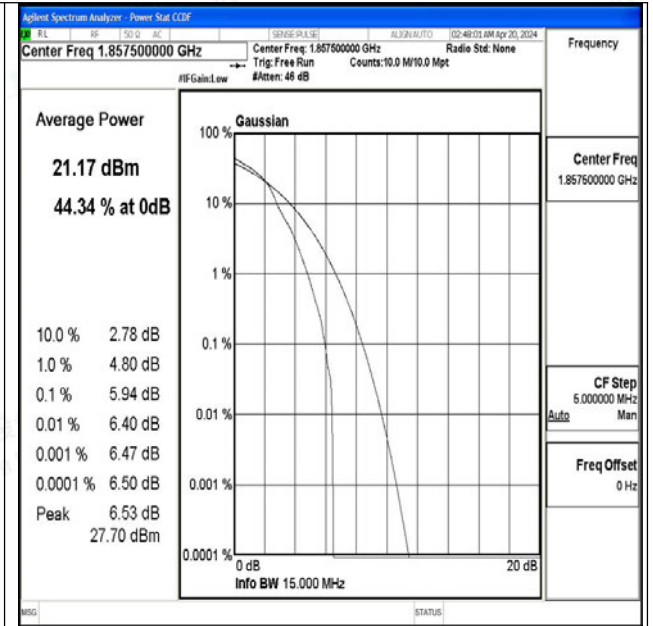 Agilent Spectrum Analyzer - Power Stat CCDF
RL RF 50 Ω AC SENSE:PULSE ALIGN AUTO 02:48:01 AM Apr 20, 2024
Center Freq 1.857500000 GHz
Center Freq: 1.857500000 GHz Radio Std: None
Trig: Free Run Counts:10.0 M/10.0 Mpt
#IFGain:Low #Atten: 46 dB
Frequency
Average Power
21.17 dBm
44.34 % at 0dB
10.0 % 2.78 dB
1.0 % 4.80 dB
0.1 % 5.94 dB
0.01 % 6.40 dB
0.001 % 6.47 dB
0.0001 % 6.50 dB
Peak 6.53 dB
27.70 dBm
Gaussian
100 %
10 %
1 %
0.1 %
0.01 %
0.001 %
0.0001 %
0 dB 20 dB
Info BW 15.000 MHz
Center Freq
1.857500000 GHz
CF Step
5.000000 MHz
Auto Man
Freq Offset
0 Hz
MSG STATUS